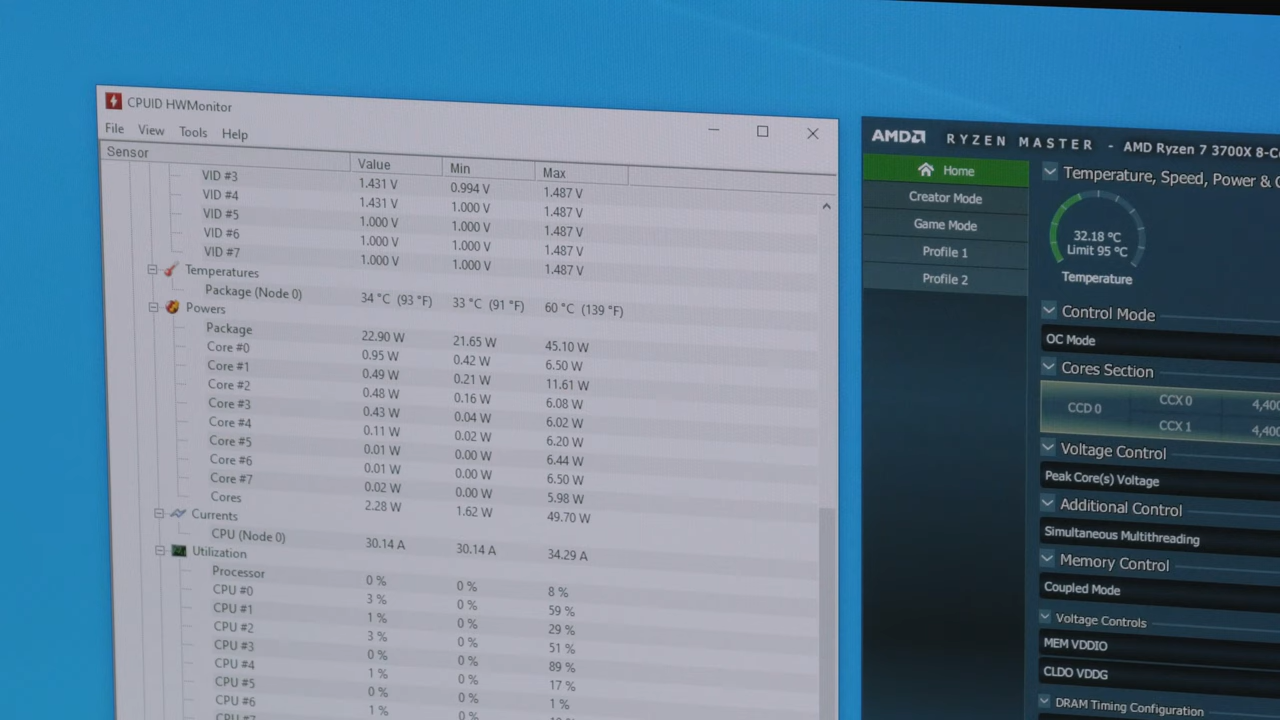 CPUID HWMonitor
File View Tools Help
Sensor Value Min Max
VID #3 1.431 V 0.994 V 1.487 V
VID #4 1.431 V 1.000 V 1.487 V
VID #5 1.000 V 1.000 V 1.487 V
VID #6 1.000 V 1.000 V 1.487 V
VID #7 1.000 V 1.000 V 1.487 V
Temperatures
Package (Node 0) 34 °C (93 °F) 33 °C (91 °F) 60 °C (139 °F)
Powers
Package 22.90 W 21.65 W 45.10 W
Core #0 0.95 W 0.42 W 6.50 W
Core #1 0.49 W 0.21 W 11.61 W
Core #2 0.48 W 0.16 W 6.08 W
Core #3 0.43 W 0.04 W 6.02 W
Core #4 0.11 W 0.02 W 6.20 W
Core #5 0.01 W 0.00 W 6.44 W
Core #6 0.01 W 0.00 W 6.50 W
Core #7 0.02 W 0.00 W 5.98 W
Cores 2.28 W 1.62 W 49.70 W
Currents
CPU (Node 0) 30.14 A 30.14 A 34.29 A
Utilization
Processor 0 % 0 % 8 %
CPU #0 3 % 0 % 59 %
CPU #1 1 % 0 % 29 %
CPU #2 3 % 0 % 51 %
CPU #3 0 % 0 % 89 %
CPU #4 1 % 0 % 17 %
CPU #5 0 % 0 % 1 %
CPU #6 1 % 0 %
CPU #7
AMD RYZEN MASTER - AMD Ryzen 7 3700X 8-C
Home
Creator Mode
Game Mode
Profile 1
Profile 2
Temperature, Speed, Power &
32.18 °C
Limit 95 °C
Temperature
Control Mode
OC Mode
Cores Section
CCD 0
CCX 0 4,400
CCX 1 4,400
Voltage Control
Peak Core(s) Voltage
Additional Control
Simultaneous Multithreading
Memory Control
Coupled Mode
Voltage Controls
MEM VDDIO
CLDO VDDG
DRAM Timing Configuration